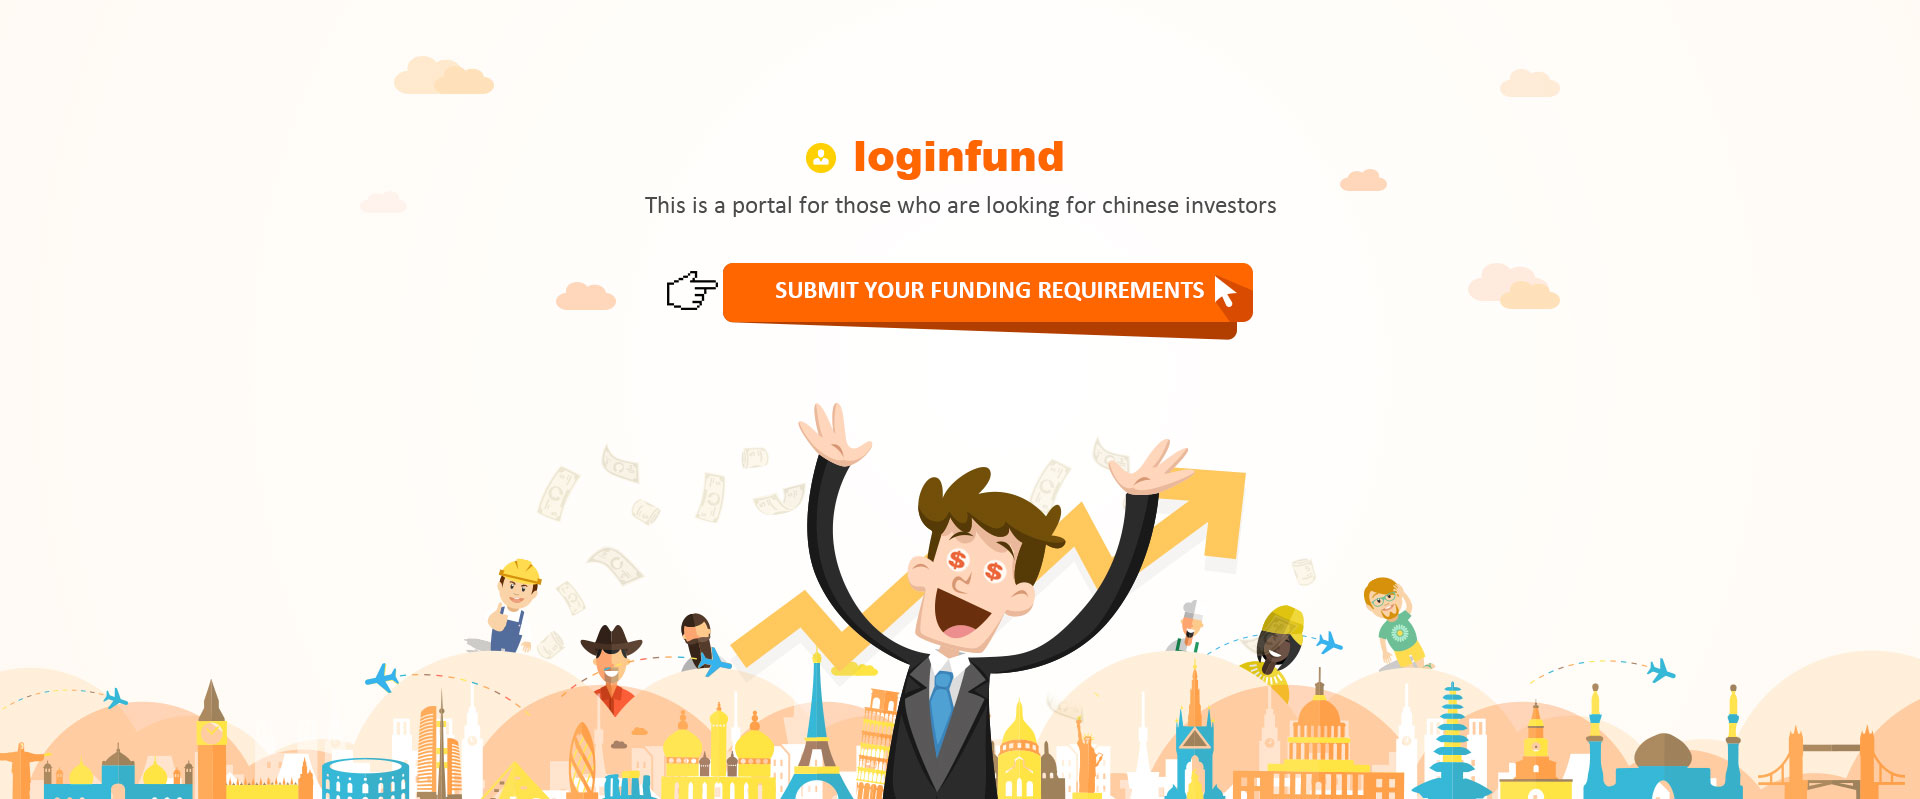 loginfund
This is a portal for those who are looking for chinese investors
SUBMIT YOUR FUNDING REQUIREMENTS
$ $